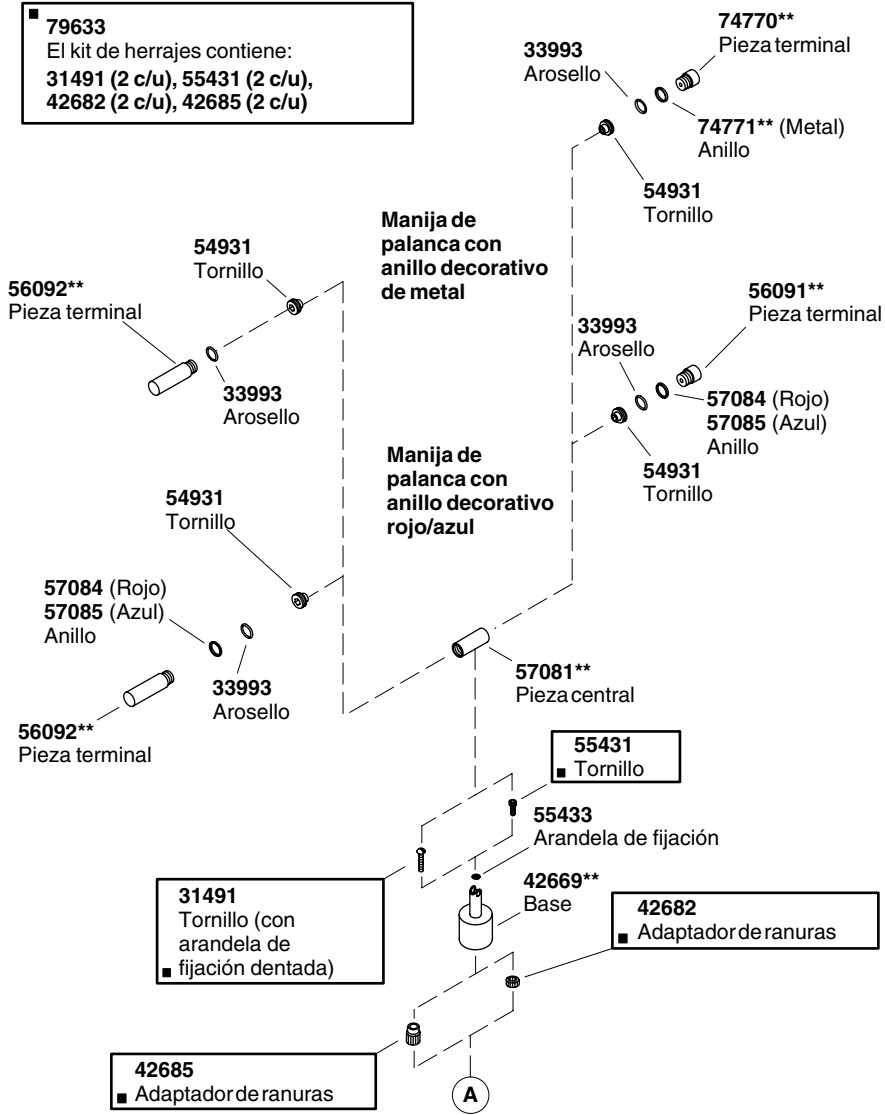 ■ 79633
El kit de herrajes contiene:
31491 (2 c/u), 55431 (2 c/u),
42682 (2 c/u), 42685 (2 c/u)
74770**
Pieza terminal
33993
Arosello
74771** (Metal)
Anillo
54931
Tornillo
Manija de
palanca con
anillo decorativo
de metal
54931
Tornillo
56092**
Pieza terminal
33993
Arosello
56091**
Pieza terminal
33993
Arosello
57084 (Rojo)
57085 (Azul)
Anillo
54931
Tornillo
Manija de
palanca con
anillo decorativo
rojo/azul
54931
Tornillo
57084 (Rojo)
57085 (Azul)
Anillo
33993
Arosello
56092**
Pieza terminal
57081**
Pieza central
55431
■ Tornillo
55433
Arandela de fijación
42669**
Base
31491
Tornillo (con
arandela de
■ fijación dentada)
42682
■ Adaptador de ranuras
42685
■ Adaptador de ranuras
A